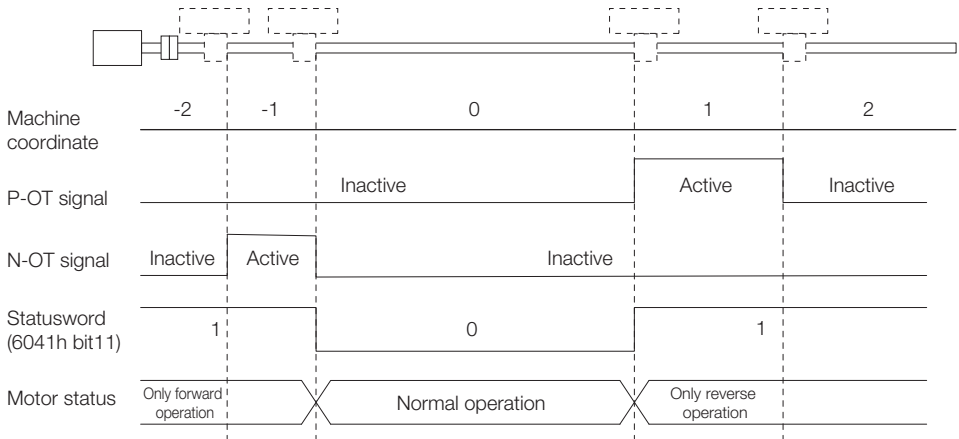 -2 -1 0 1 2
Machine
coordinate
Inactive Active Inactive
P-OT signal
Inactive Active Inactive
N-OT signal
Statusword
(6041h bit11)
1 0 1
Motor status
Only forward
operation
Normal operation
Only reverse
operation